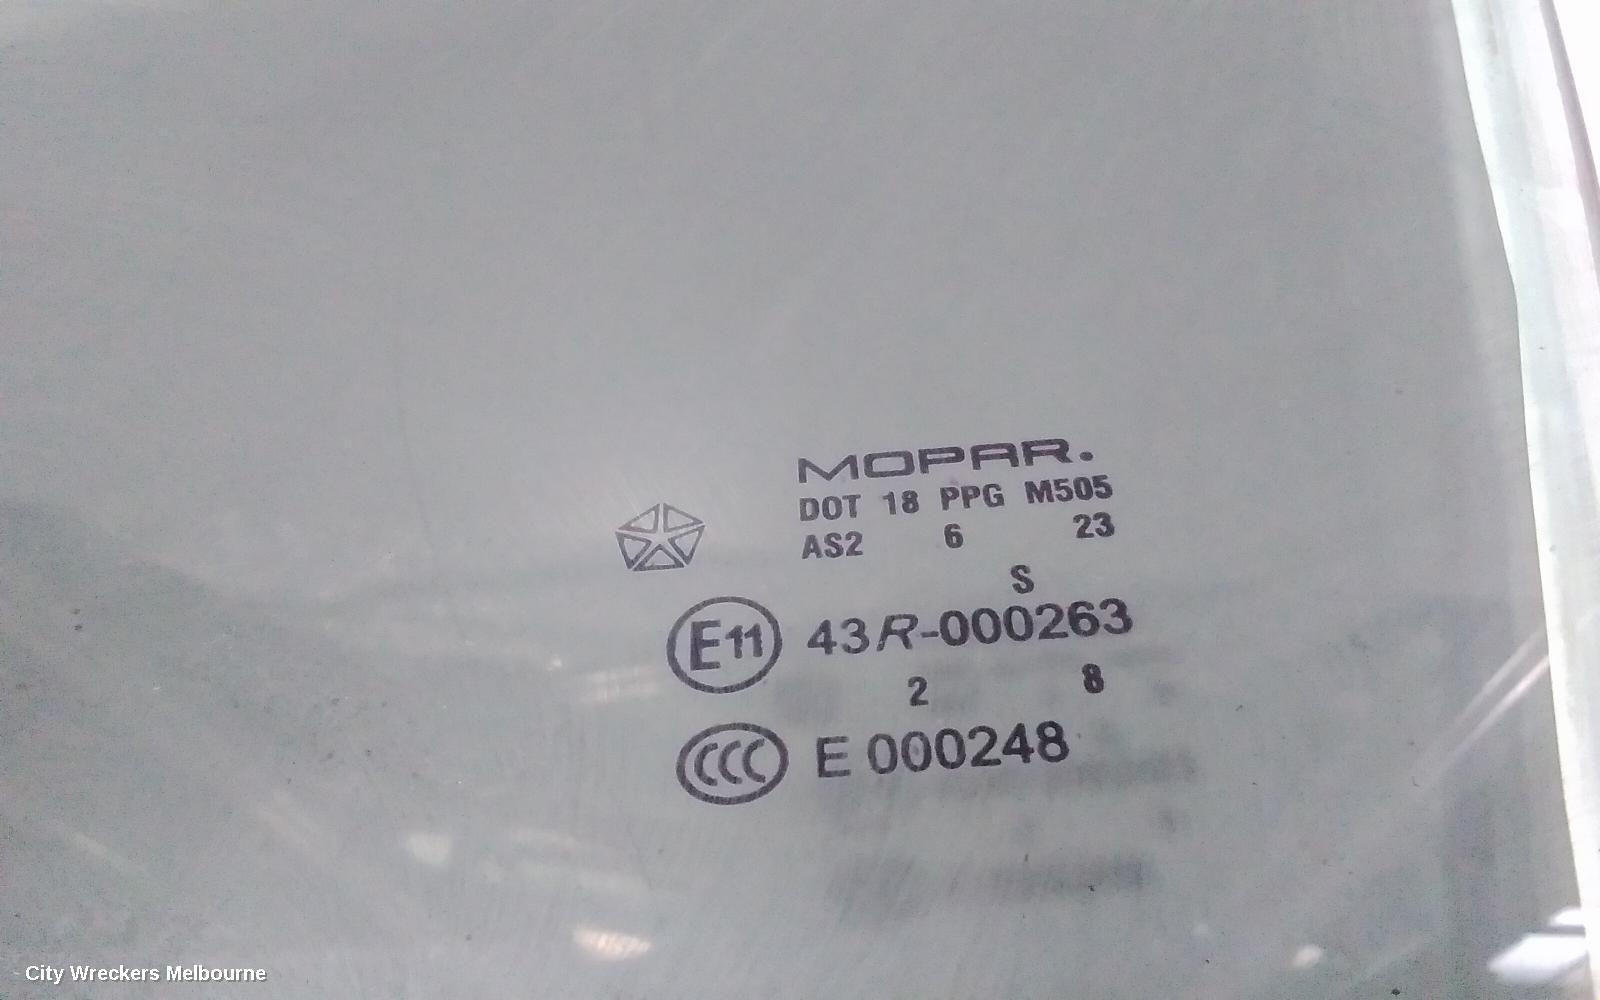 MOPAR.
DOT 18 PPG M505
AS2 6 23
S
E11 43R-000263
2 8
CCC E 000248
City Wreckers Melbourne